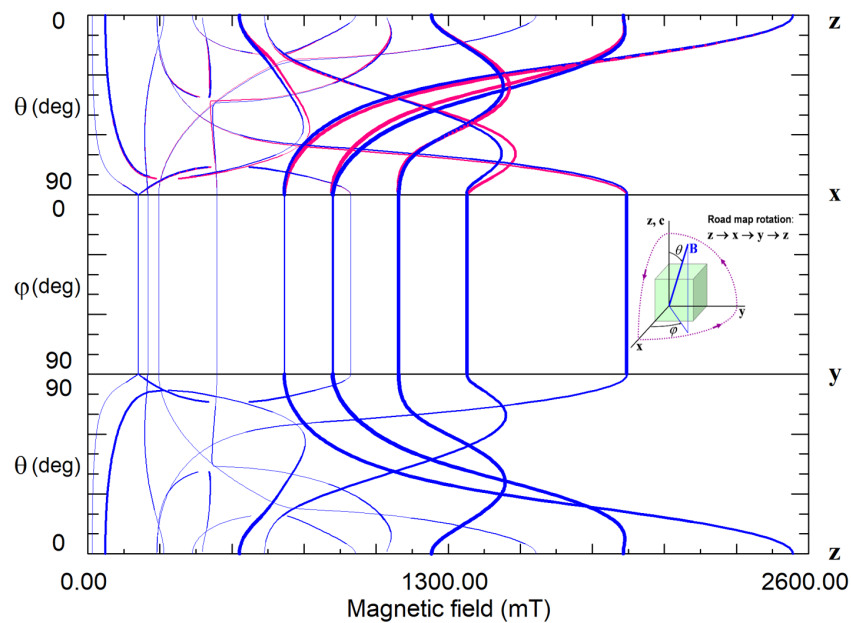 0
z
θ (deg)
90
x
0
Road map rotation:
z, c
z → x → y → z
θ
B
φ (deg)
y
φ
x
90
y
90
θ (deg)
0
z
0.00
1300.00
2600.00
Magnetic field (mT)